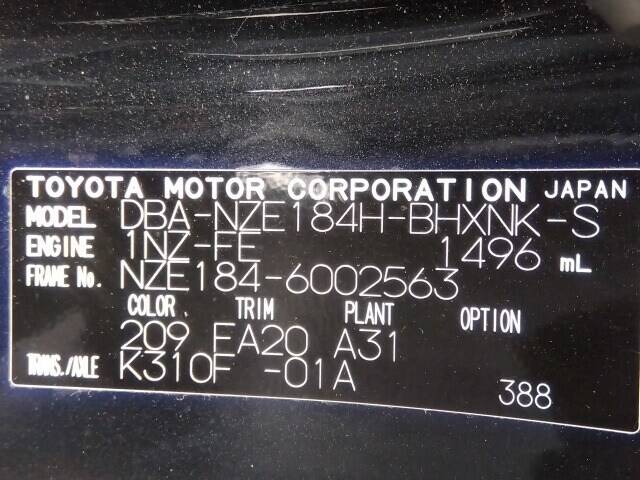 TOYOTA MOTOR CORPORATION JAPAN
MODEL DBA-NZE184H-BHXNK-S
ENGINE 1NZ-FE 1496 mL
FRAME No. NZE184-6002563
COLOR TRIM PLANT OPTION
209 FA20 A31
TRANS./AXLE K310F -01A
388